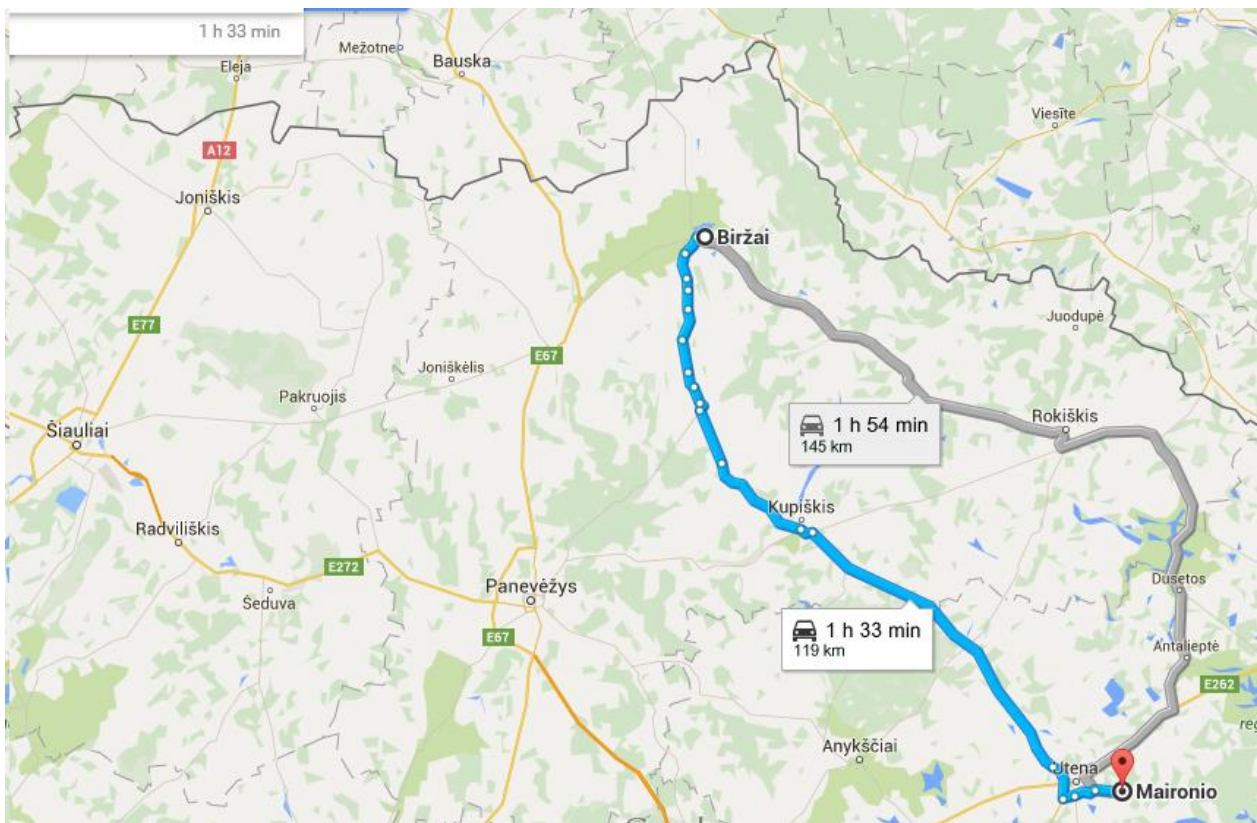 1 h 33 min
Mežotne
Bauska
Eleja
Viesīte
A12
Joniškis
Biržai
E77
Juodupė
E67
Joniškėlis
Pakruojis
1 h 54 min
145 km
Rokiškis
Šiauliai
Kupiškis
Radviliškis
E272
Dusetos
Panevėžys
Šeduva
1 h 33 min
119 km
E67
Antalieptė
E262
reg
Anykščiai
Utena
Maironio